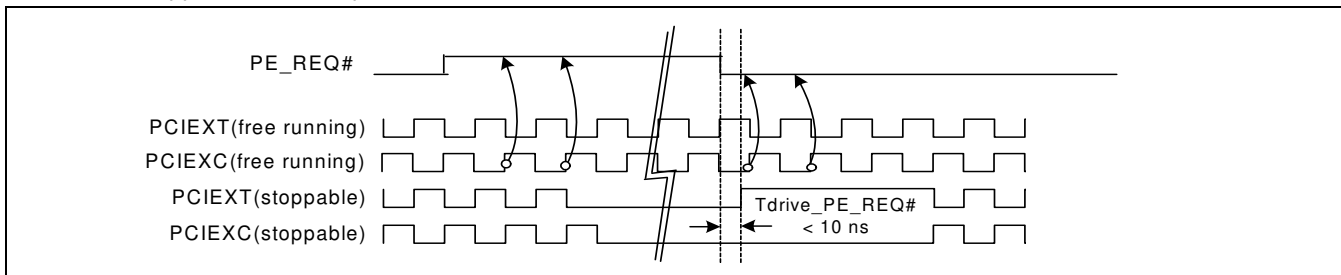 PE_REQ#
PCIEXT(free running)
PCIEXC(free running)
PCIEXT(stoppable)
Tdrive_PE_REQ#
< 10 ns
PCIEXC(stoppable)